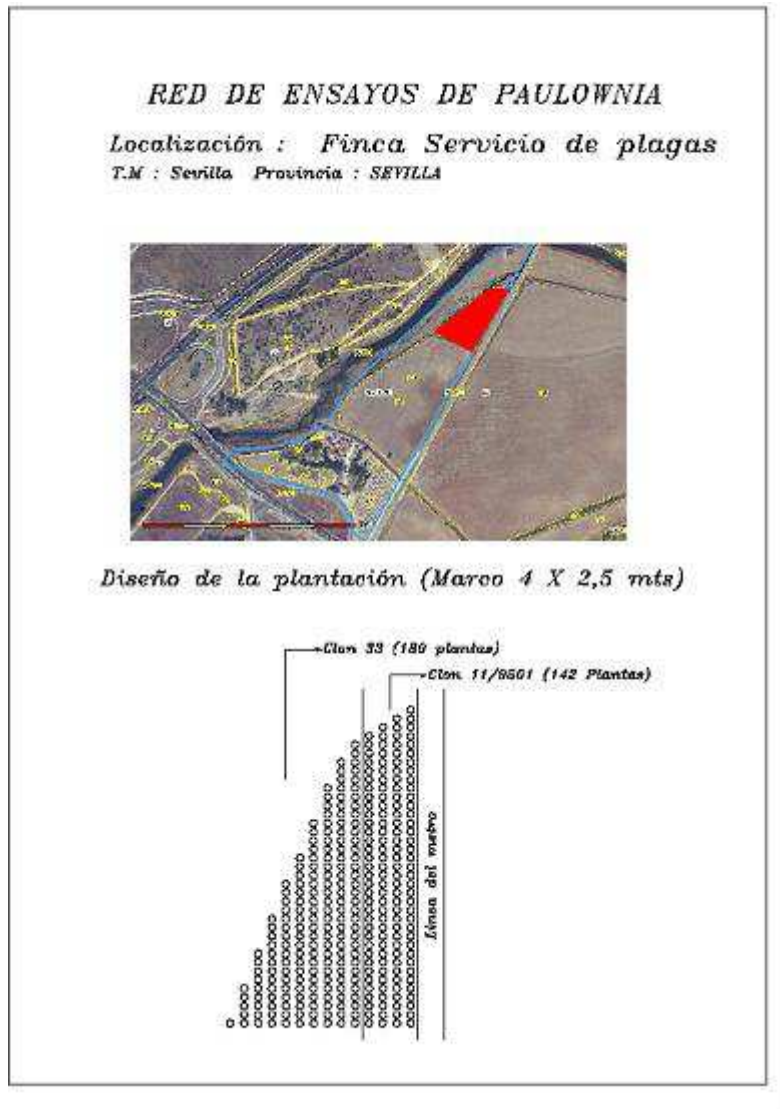 RED DE ENSAYOS DE PAULOWNIA
Localización : Finca Servicio de plagas
T.M : Sevilla Provincia : SEVILLA
Diseño de la plantación (Marco 4 X 2,5 mts)
Clon 33 (180 plantas)
Clon 11/9501 (142 Plantas)
Linea del metro